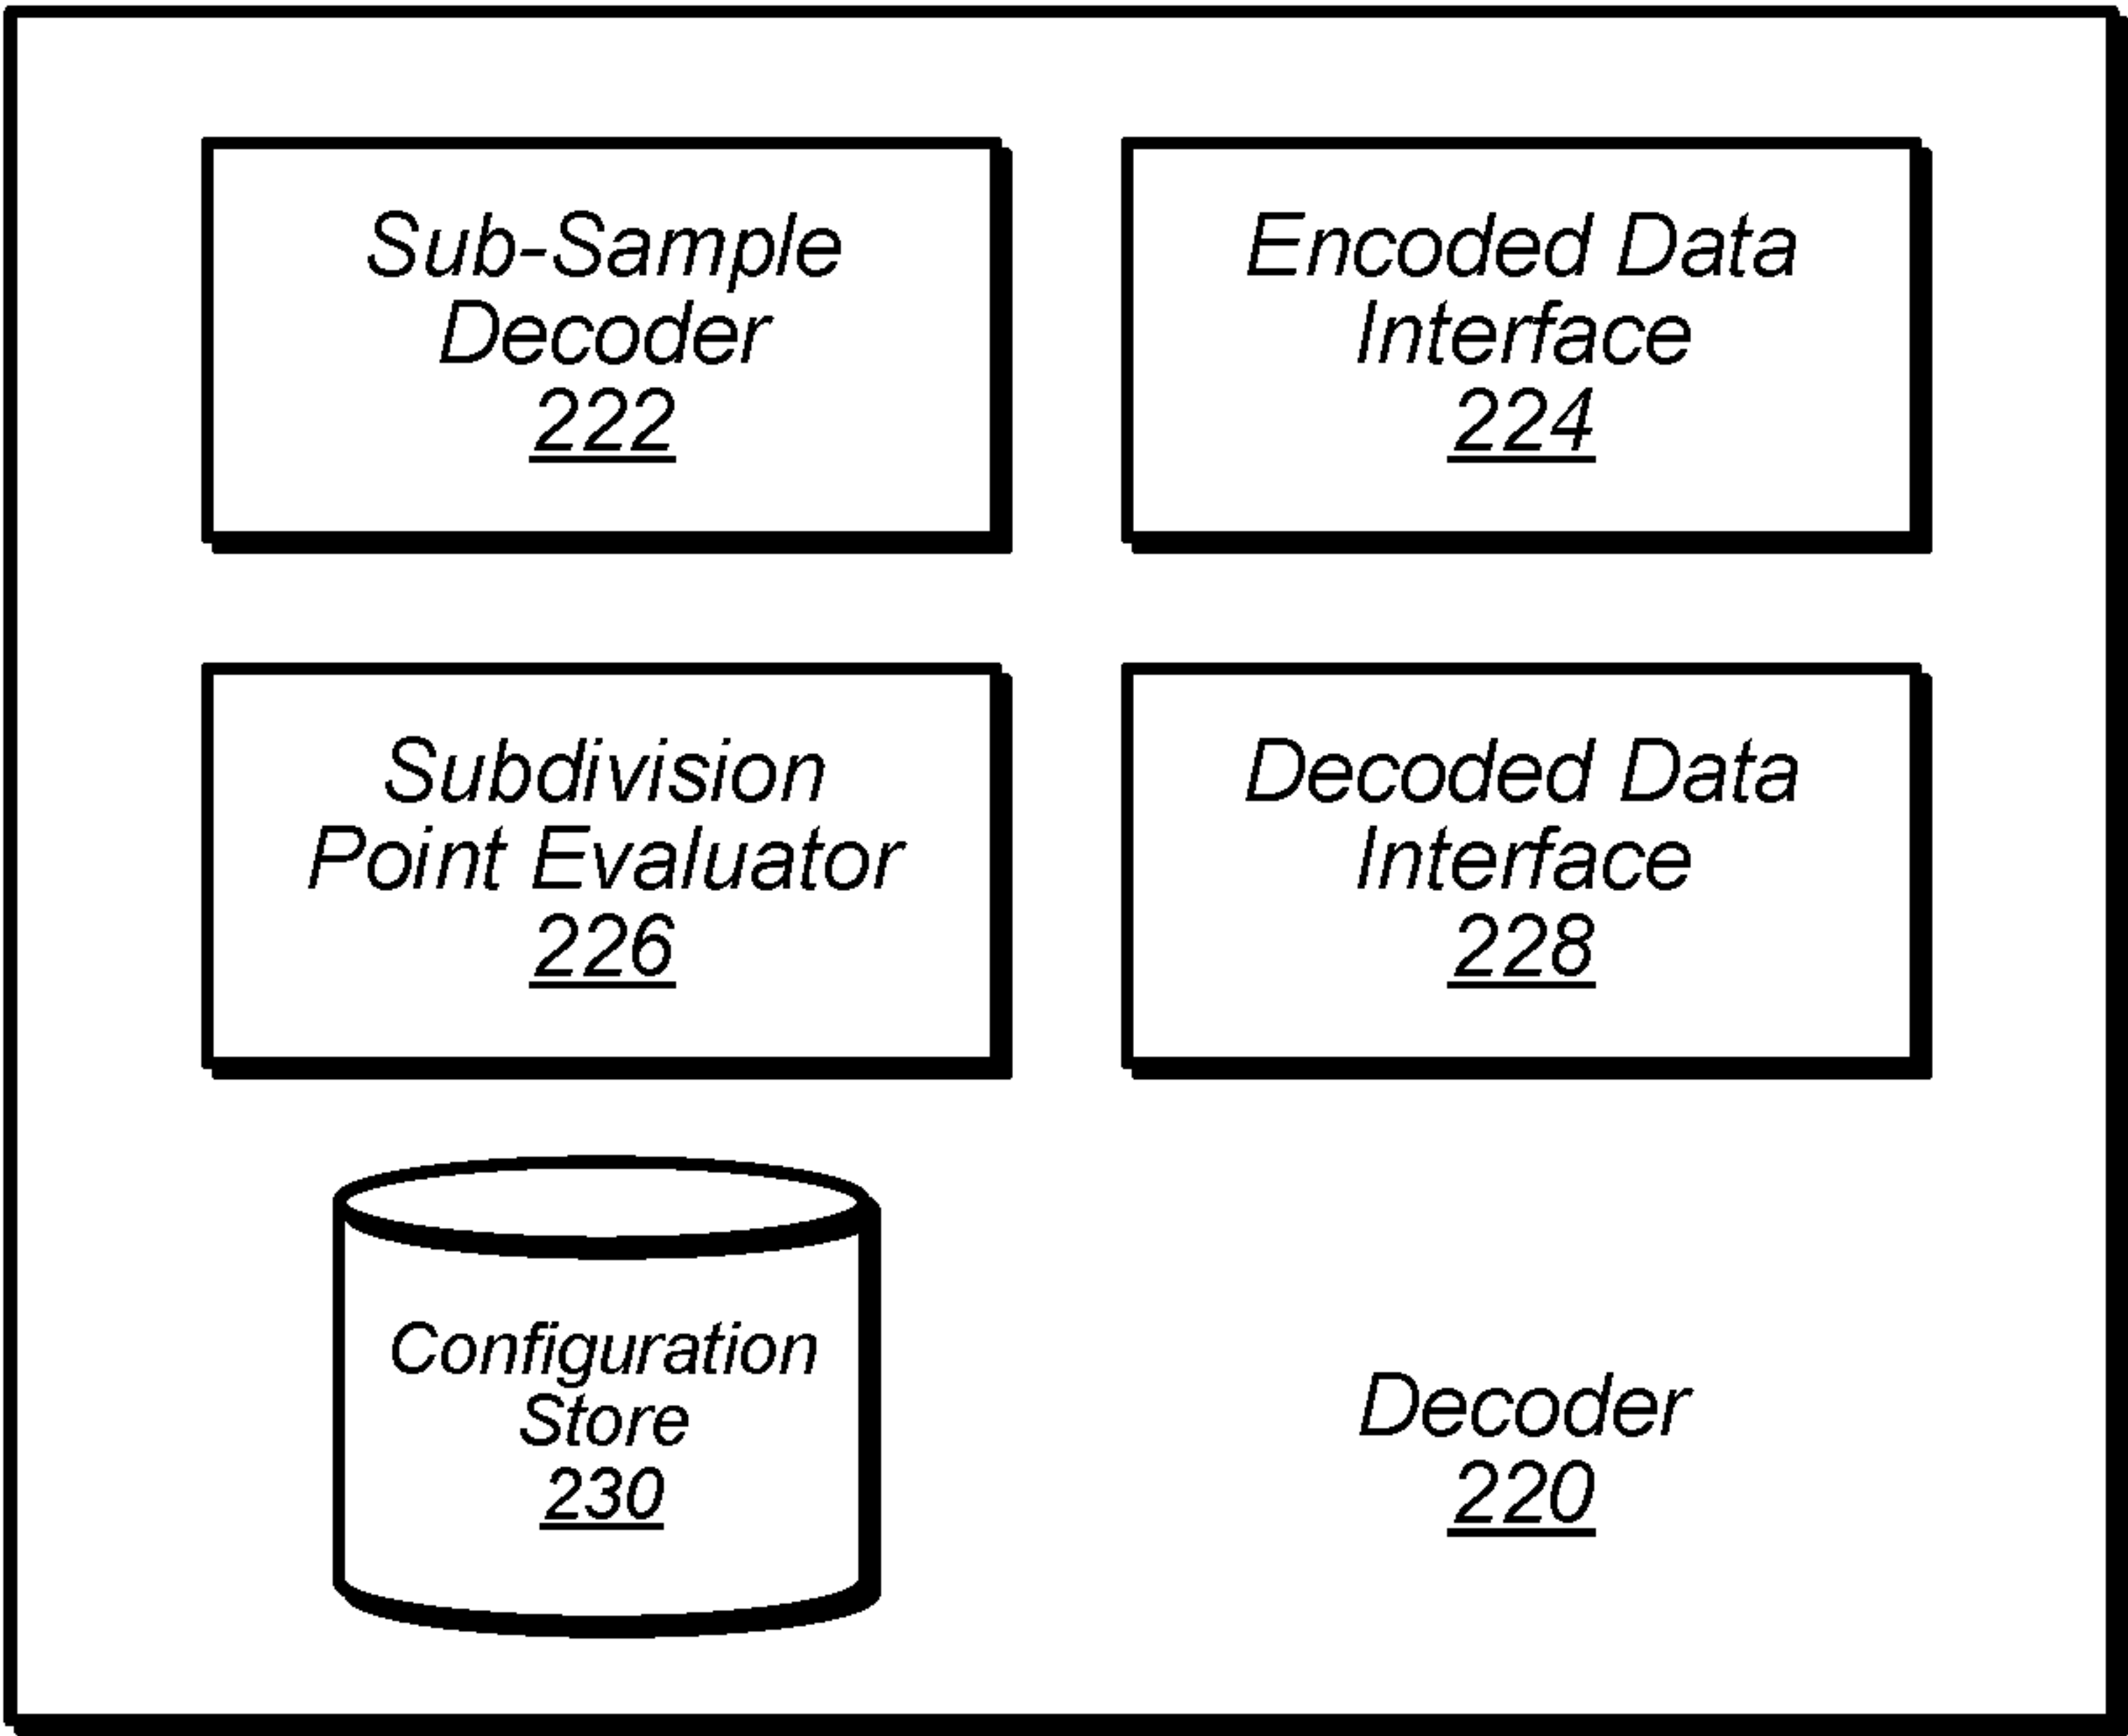 Sub-Sample
Decoder
222
Encoded Data
Interface
224
Subdivision
Point Evaluator
226
Decoded Data
Interface
228
Configuration
Store
230
Decoder
220